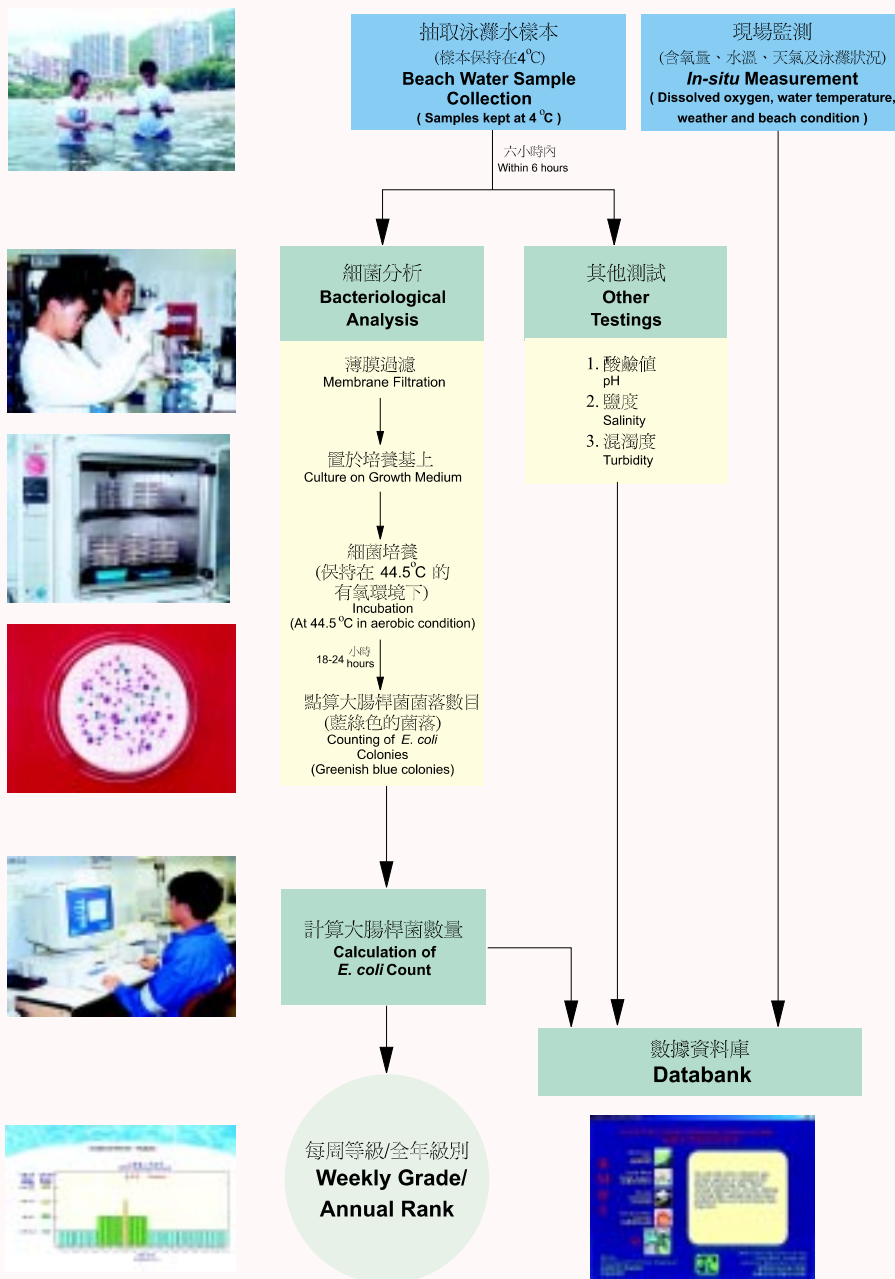 抽取泳灘水樣本
(樣本保持在4°C)
Beach Water Sample
Collection
( Samples kept at 4 °C )
現場監測
(含氧量、水溫、天氣及泳灘狀況)
In-situ Measurement
( Dissolved oxygen, water temperature,
weather and beach condition )
六小時內
Within 6 hours
細菌分析
Bacteriological
Analysis
其他測試
Other
Testings
薄膜過濾
Membrane Filtration
置於培養基上
Culture on Growth Medium
細菌培養
(保持在 44.5°C 的
有氧環境下)
Incubation
(At 44.5 °C in aerobic condition)
18-24 小時
hours
點算大腸桿菌菌落數目
(藍綠色的菌落)
Counting of E. coli
Colonies
(Greenish blue colonies)
1. 酸鹼值
pH
2. 鹽度
Salinity
3. 混濁度
Turbidity
計算大腸桿菌數量
Calculation of
E. coli Count
數據資料庫
Databank
每周等級/全年級別
Weekly Grade/
Annual Rank